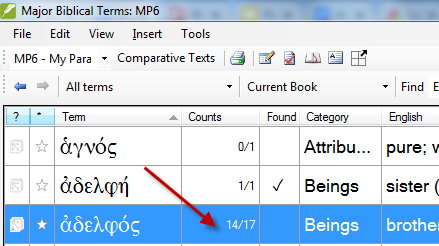 Major Biblical Terms: MP6
File Edit View Insert Tools
MP6 - My Para Comparative Texts
All terms Current Book Find
? * Term Counts Found Category English
ἁγνός 0/1 Attribu... pure; w
ἀδελφή 1/1 ✓ Beings sister (
ἀδελφός 14/17 Beings brothe